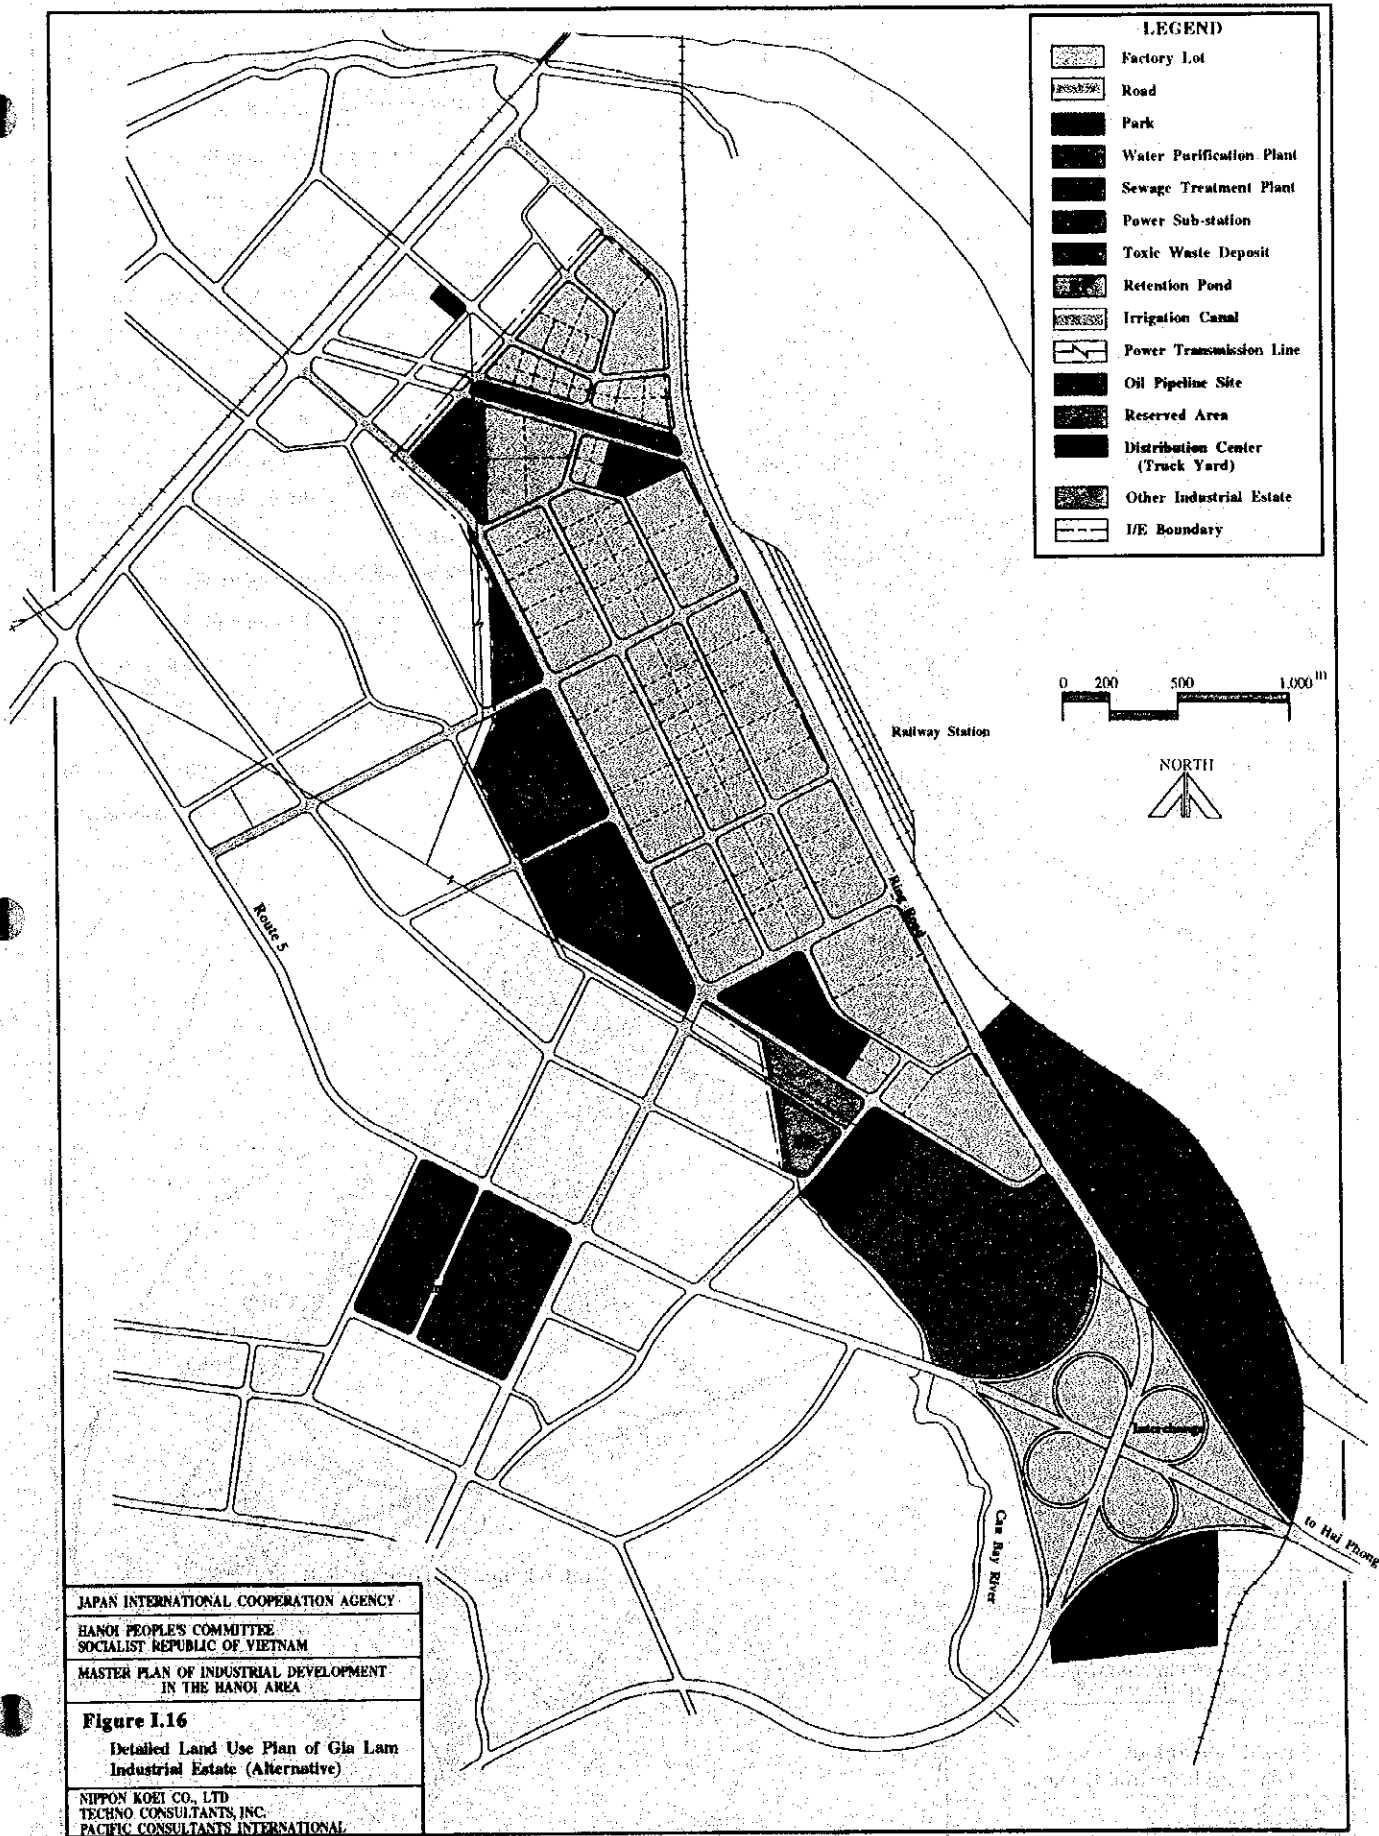 LEGEND
Factory Lot
Road
Park
Water Purification Plant
Sewage Treatment Plant
Power Sub-station
Toxic Waste Deposit
Retention Pond
Irrigation Canal
Power Transmission Line
Oil Pipeline Site
Reserved Area
Distribution Center
(Truck Yard)
Other Industrial Estate
I/E Boundary
0 200 500 1,000 m
Railway Station
NORTH
Ring Road
Route 5
Interchange
to Hai Phong
Cau Bay River
JAPAN INTERNATIONAL COOPERATION AGENCY
HANOI PEOPLE'S COMMITTEE
SOCIALIST REPUBLIC OF VIETNAM
MASTER PLAN OF INDUSTRIAL DEVELOPMENT
IN THE HANOI AREA
Figure I.16
Detailed Land Use Plan of Gia Lam
Industrial Estate (Alternative)
NIPPON KOEI CO., LTD
TECHNO CONSULTANTS, INC.
PACIFIC CONSULTANTS INTERNATIONAL